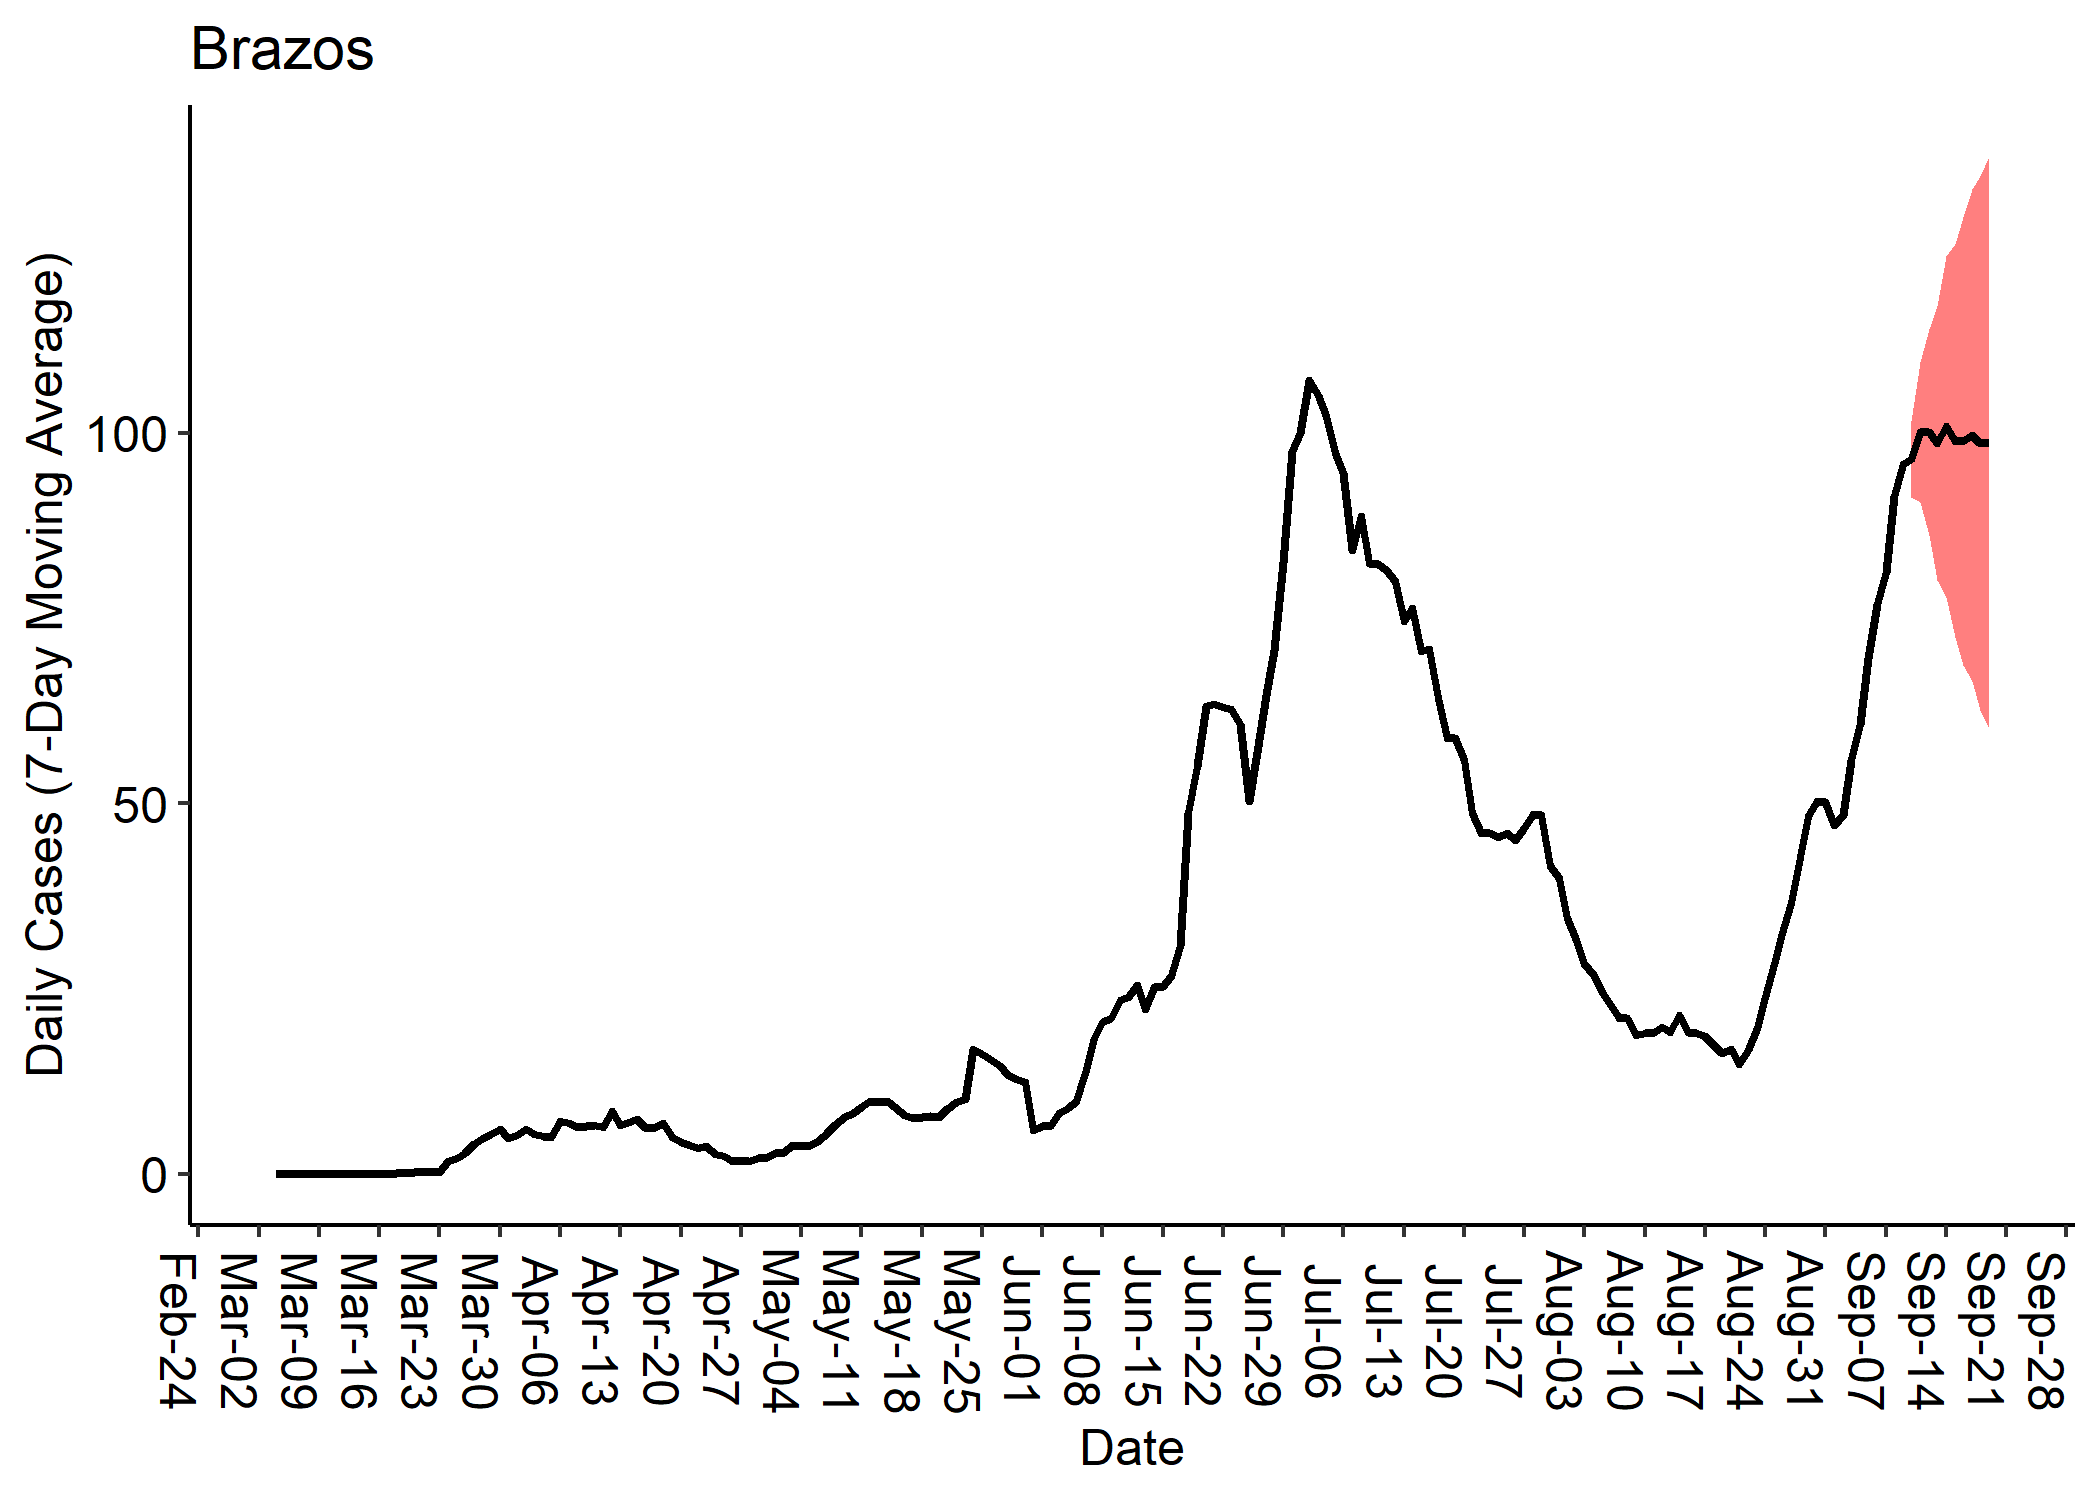 Brazos
Daily Cases (7-Day Moving Average)
100
50
0
Feb-24
Mar-02
Mar-09
Mar-16
Mar-23
Mar-30
Apr-06
Apr-13
Apr-20
Apr-27
May-04
May-11
May-18
May-25
Jun-01
Jun-08
Jun-15
Jun-22
Jun-29
Jul-06
Jul-13
Jul-20
Jul-27
Aug-03
Aug-10
Aug-17
Aug-24
Aug-31
Sep-07
Sep-14
Sep-21
Sep-28
Date